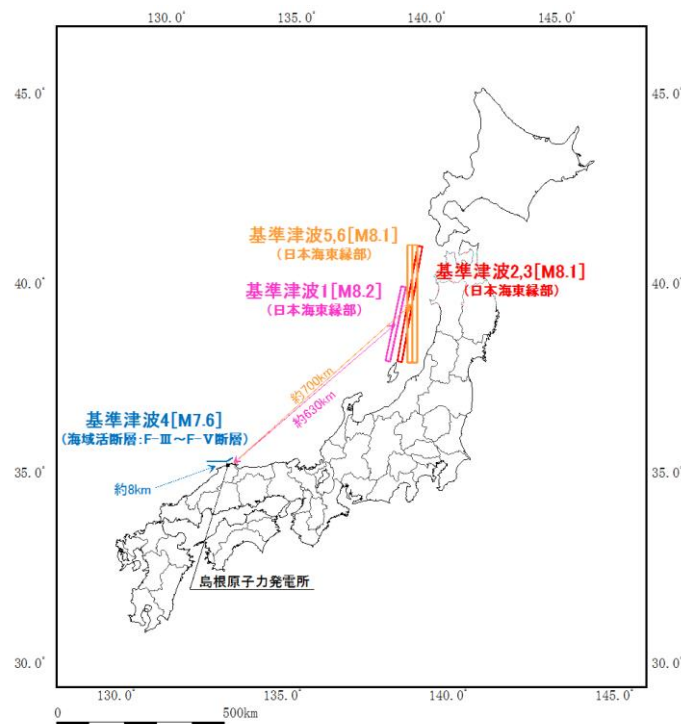 130.0°
135.0°
140.0°
145.0°
45.0°
45.0°
基準津波5,6[M8.1]
(日本海東縁部)
基準津波2,3[M8.1]
(日本海東縁部)
40.0°
40.0°
基準津波1[M8.2]
(日本海東縁部)
約700km
約630km
基準津波4[M7.6]
(海域活断層:F-Ⅲ~F-Ⅴ断層)
35.0°
35.0°
約8km
島根原子力発電所
30.0°
30.0°
130.0°
135.0°
140.0°
145.0°
0
500km